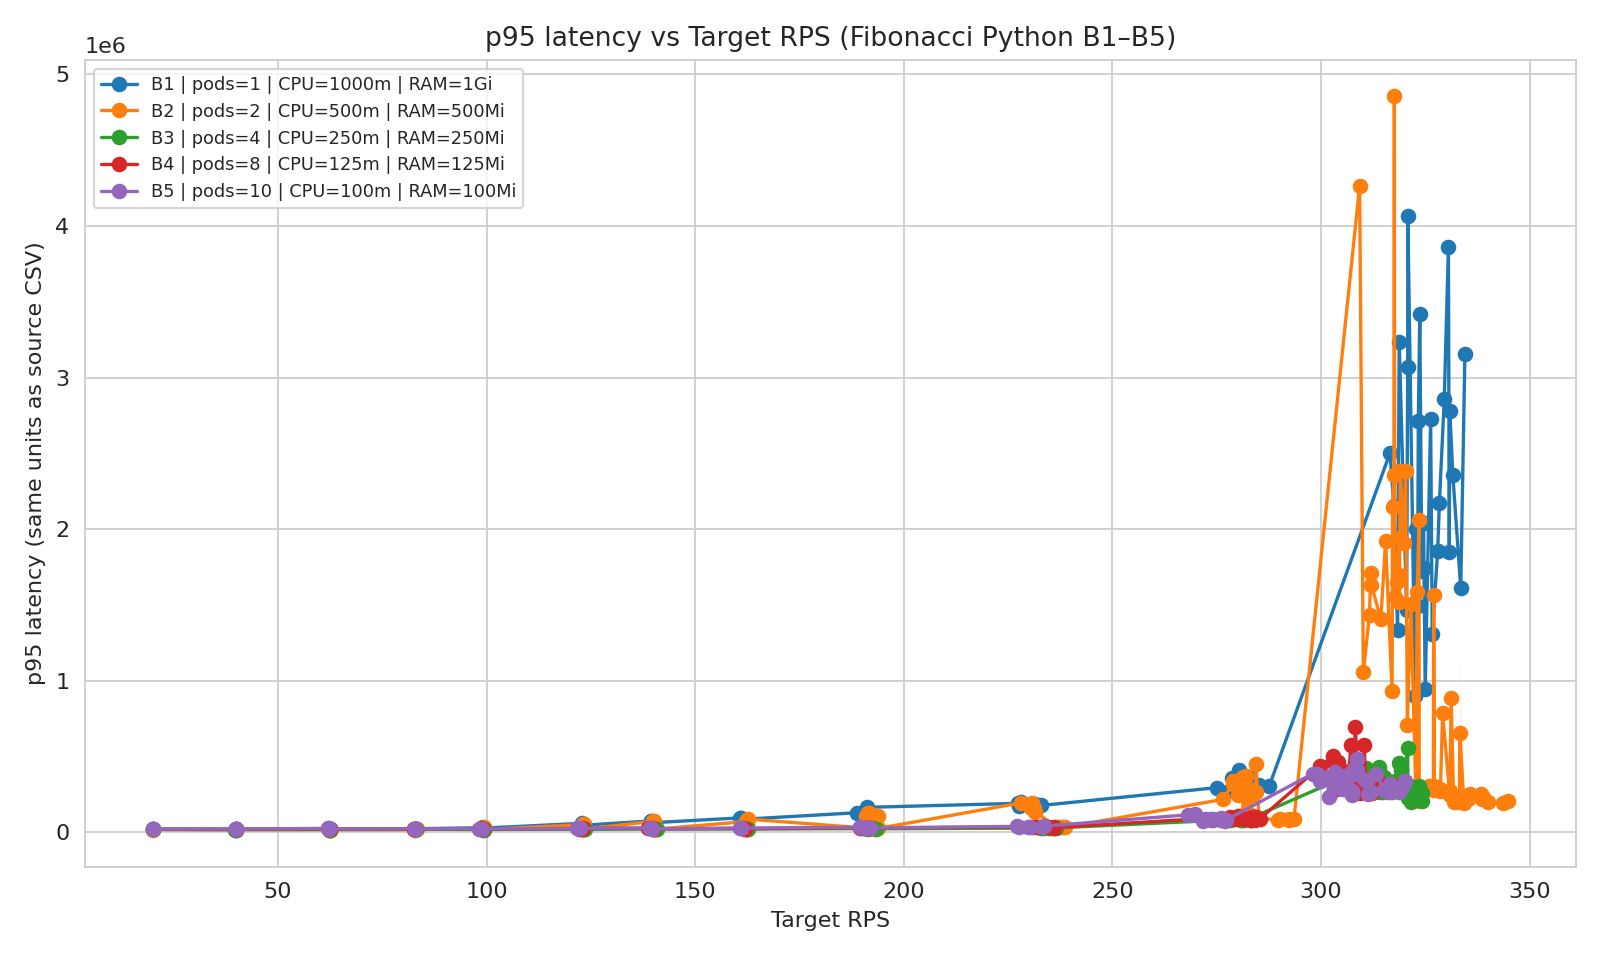 p95 latency vs Target RPS (Fibonacci Python B1–B5)
1e6
B1 | pods=1 | CPU=1000m | RAM=1Gi
B2 | pods=2 | CPU=500m | RAM=500Mi
B3 | pods=4 | CPU=250m | RAM=250Mi
B4 | pods=8 | CPU=125m | RAM=125Mi
B5 | pods=10 | CPU=100m | RAM=100Mi
p95 latency (same units as source CSV)
5
4
3
2
1
0
50 100 150 200 250 300 350
Target RPS